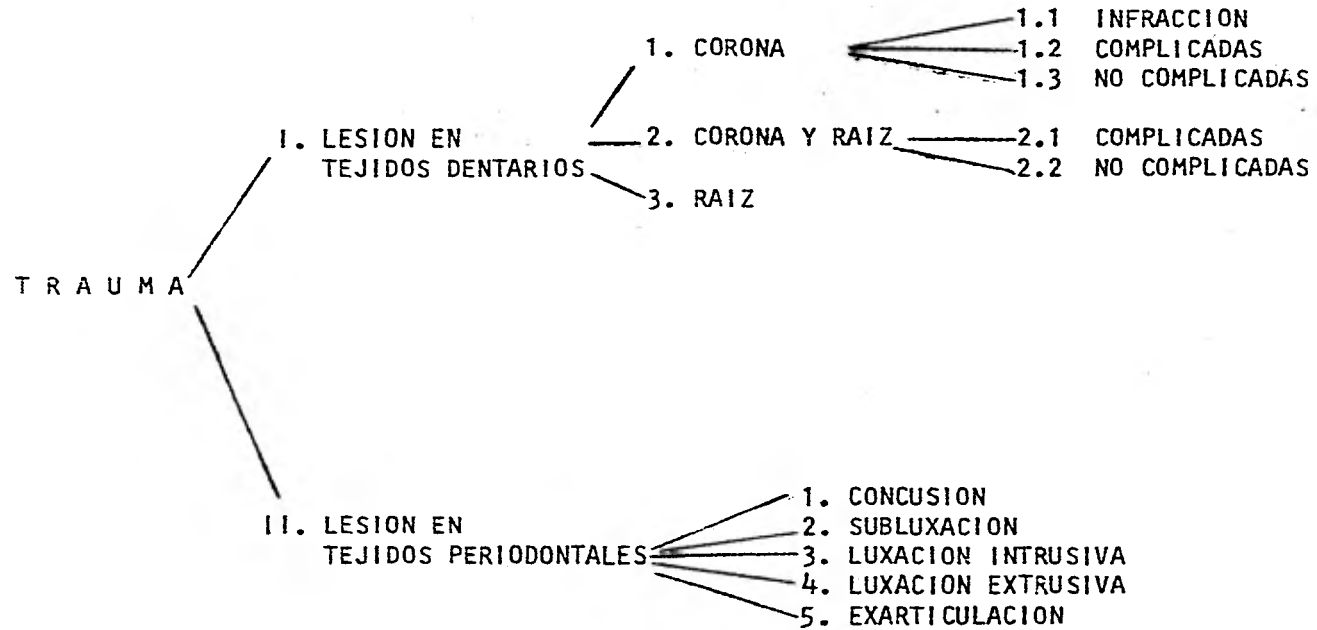 1.1 INFRACCION
1. CORONA
1.2 COMPLICADAS
1.3 NO COMPLICADAS
I. LESION EN
TEJIDOS DENTARIOS
2. CORONA Y RAIZ
2.1 COMPLICADAS
2.2 NO COMPLICADAS
3. RAIZ
T R A U M A
II. LESION EN
TEJIDOS PERIODONTALES
1. CONCUSION
2. SUBLUXACION
3. LUXACION INTRUSIVA
4. LUXACION EXTRUSIVA
5. EXARTICULACION